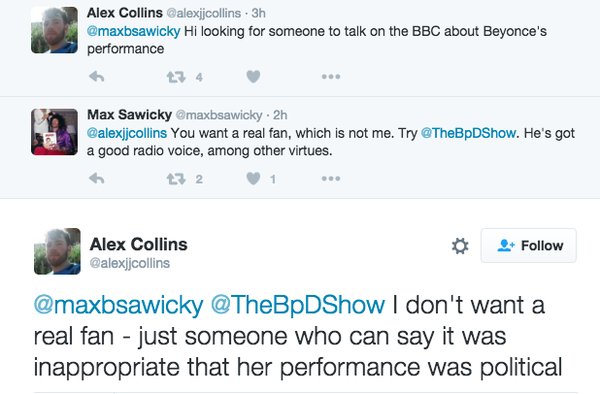 Alex Collins @alexjjcollins · 3h
@maxbsawicky Hi looking for someone to talk on the BBC about Beyonce's
performance
4
Max Sawicky @maxbsawicky · 2h
@alexjjcollins You want a real fan, which is not me. Try @TheBpDShow. He's got
a good radio voice, among other virtues.
2 1
Alex Collins
Follow
@alexjjcollins
@maxbsawicky @TheBpDShow I don't want a
real fan - just someone who can say it was
inappropriate that her performance was political